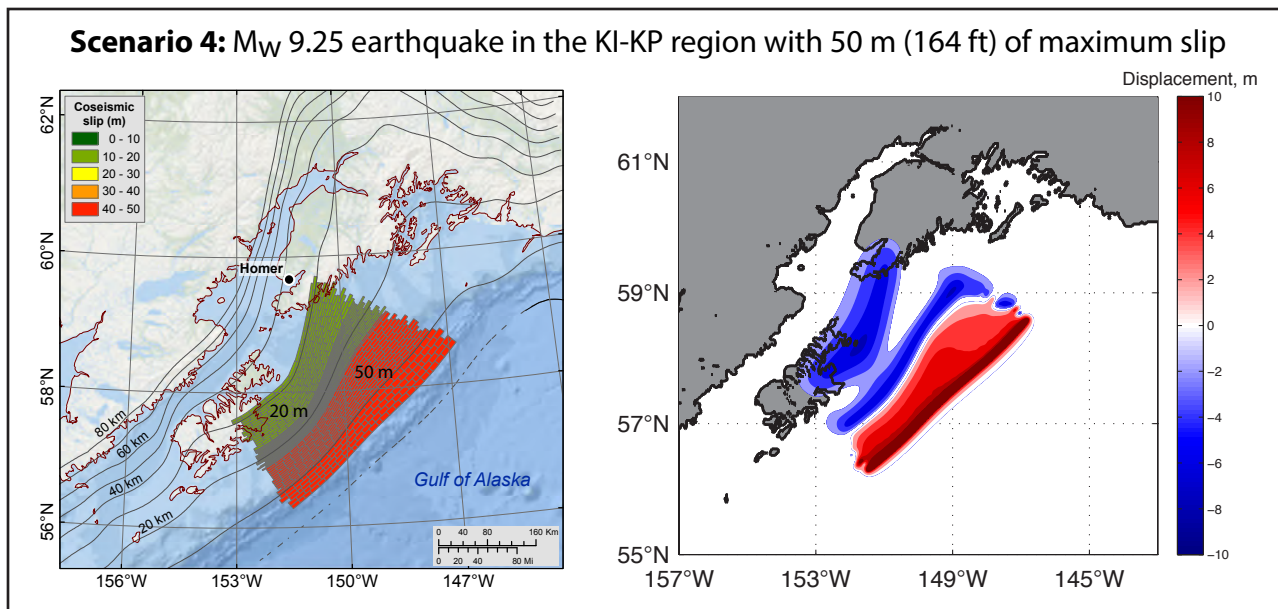 Scenario 4: MW 9.25 earthquake in the KI-KP region with 50 m (164 ft) of maximum slip
Coseismic
slip (m)
0 - 10
10 - 20
20 - 30
30 - 40
40 - 50
62°N
60°N
58°N
56°N
Homer
50 m
20 m
80 km
60 km
40 km
20 km
Gulf of Alaska
0 40 80 160 Km
0 20 40 80 Mi
156°W 153°W 150°W 147°W
Displacement, m
61°N
59°N
57°N
55°N
157°W 153°W 149°W 145°W
10
8
6
4
2
0
−2
−4
−6
−8
−10